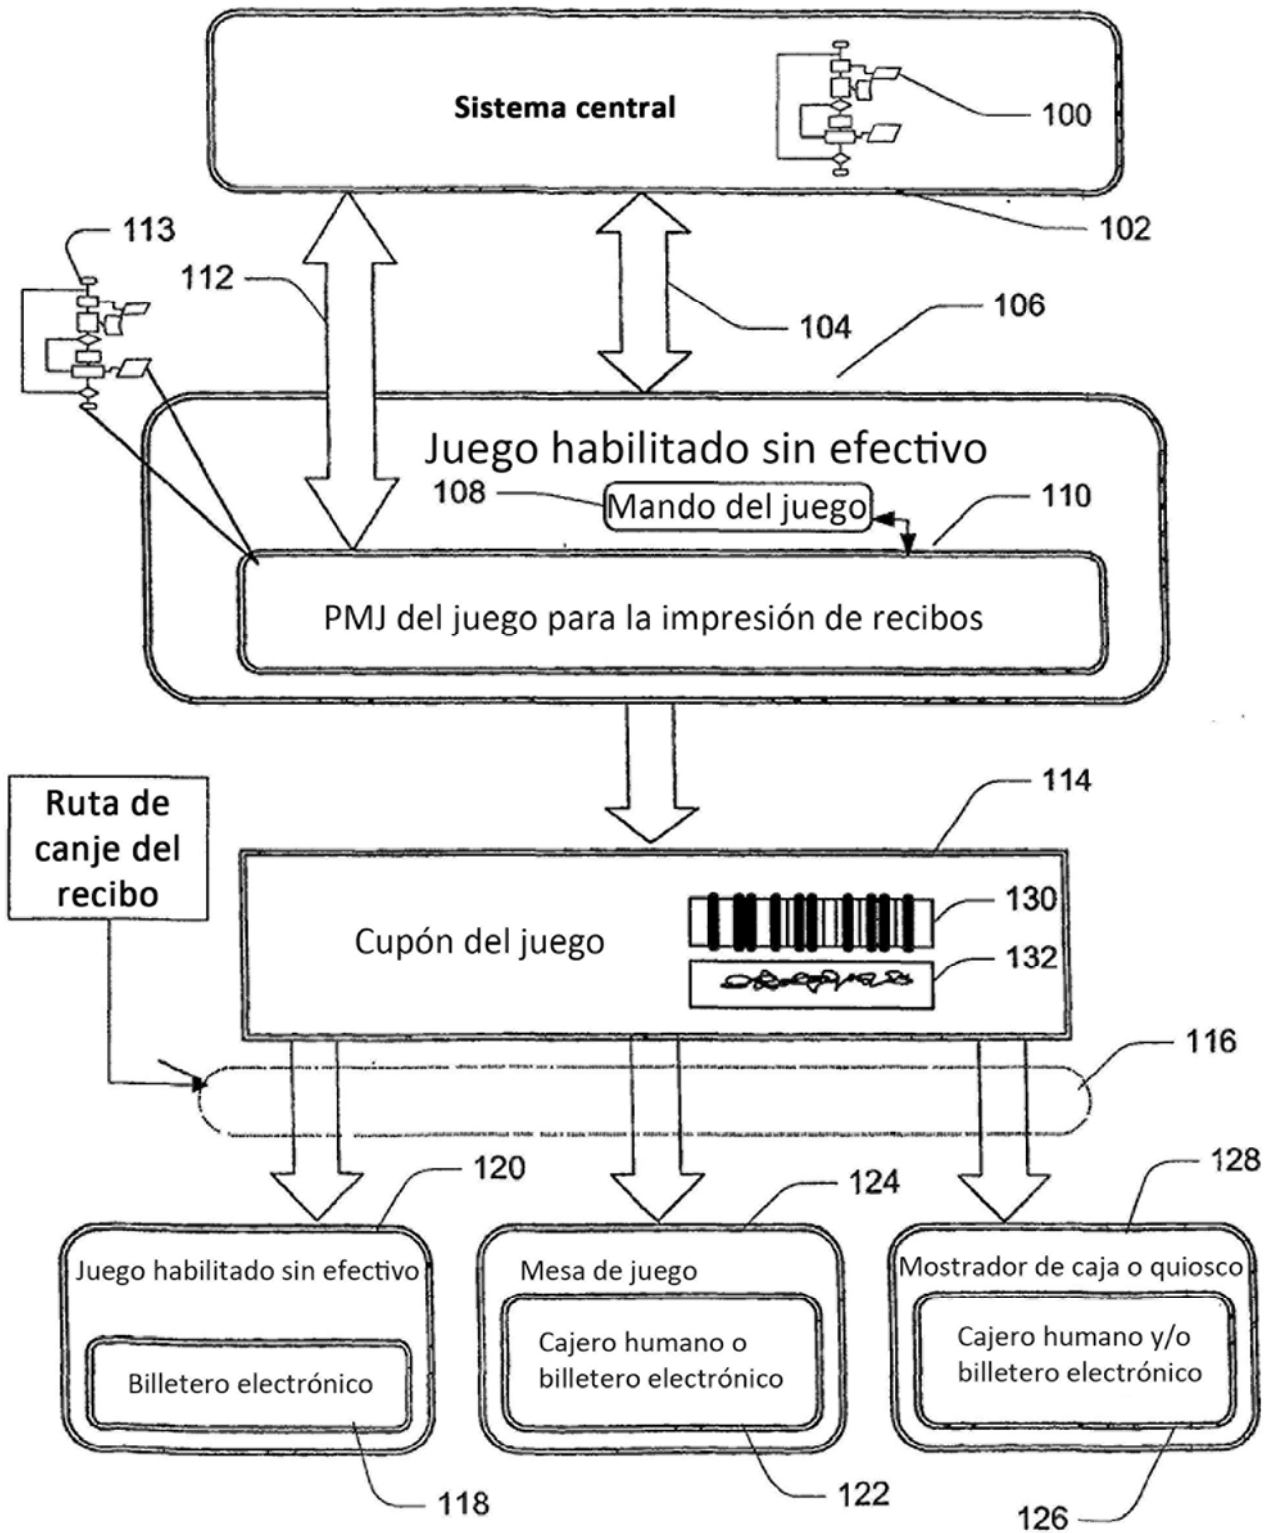 Sistema central
100
102
113
112
104
106
Juego habilitado sin efectivo
108
Mando del juego
110
PMJ del juego para la impresión de recibos
114
Ruta de
canje del
recibo
130
Cupón del juego
132
116
120
124
128
Juego habilitado sin efectivo
Mesa de juego
Mostrador de caja o quiosco
Cajero humano o
billetero electrónico
Cajero humano y/o
billetero electrónico
Billetero electrónico
118
122
126